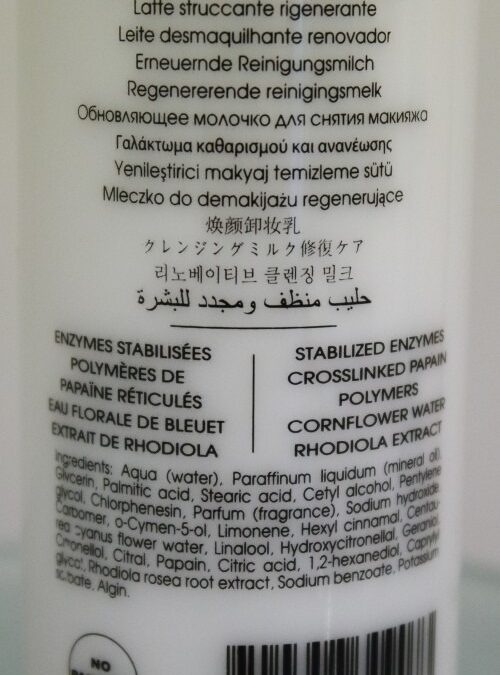 Latte struccante rigenerante
Leite desmaquilhante renovador
Erneuernde Reinigungsmilch
Regenererende reinigingsmelk
Обновляющее молочко для снятия макияжа
Γαλάκτωμα καθαρισμού και ανανέωσης
Yenileştirici makyaj temizleme sütü
Mleczko do demakijażu regenerujące
焕颜卸妆乳
クレンジングミルク修復ケア
리노베이티브 클렌징 밀크
حليب منظف ومجدد للبشرة
ENZYMES STABILISÉES
POLYMÈRES DE
PAPAÏNE RÉTICULÉS
EAU FLORALE DE BLEUET
EXTRAIT DE RHODIOLA
STABILIZED ENZYMES
CROSSLINKED PAPAIN
POLYMERS
CORNFLOWER WATER
RHODIOLA EXTRACT
Ingredients: Aqua (water), Paraffinum liquidum (mineral oil),
Glycerin, Palmitic acid, Stearic acid, Cetyl alcohol, Pentylene
glycol, Chlorphenesin, Parfum (fragrance), Sodium hydroxide,
Carbomer, o-Cymen-5-ol, Limonene, Hexyl cinnamal, Centau-
rea cyanus flower water, Linalool, Hydroxycitronellal, Geraniol,
Citronellol, Citral, Papain, Citric acid, 1,2-hexanediol, Caprylyl
glycol, Rhodiola rosea root extract, Sodium benzoate, Potassium
sorbate, Algin.
NO